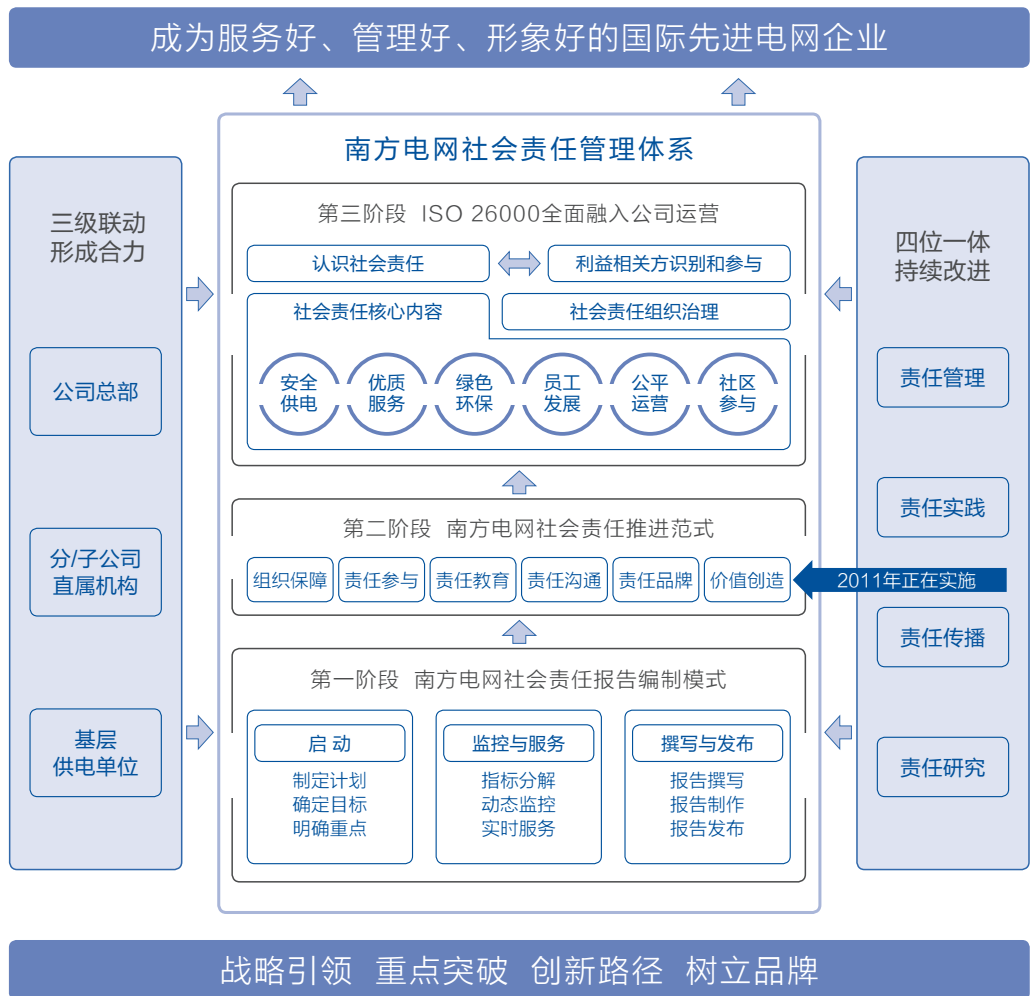 成为服务好、管理好、形象好的国际先进电网企业
三级联动
形成合力
公司总部
分/子公司
直属机构
基层
供电单位
南方电网社会责任管理体系
第三阶段 ISO 26000全面融入公司运营
认识社会责任
利益相关方识别和参与
社会责任核心内容
社会责任组织治理
安全
供电
优质
服务
绿色
环保
员工
发展
公平
运营
社区
参与
第二阶段 南方电网社会责任推进范式
组织保障
责任参与
责任教育
责任沟通
责任品牌
价值创造
2011年正在实施
第一阶段 南方电网社会责任报告编制模式
启动
制定计划
确定目标
明确重点
监控与服务
指标分解
动态监控
实时服务
撰写与发布
报告撰写
报告制作
报告发布
四位一体
持续改进
责任管理
责任实践
责任传播
责任研究
战略引领 重点突破 创新路径 树立品牌